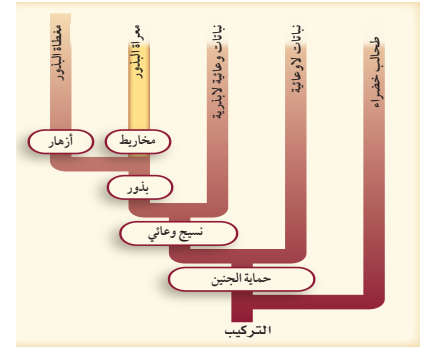 طحالب خضراء
نباتات لاوعائية
نباتات وعائية لابذرية
معراة البذور
مغطاة البذور
مخاريط
أزهار
بذور
نسيج وعائي
حماية الجنين
التركيب